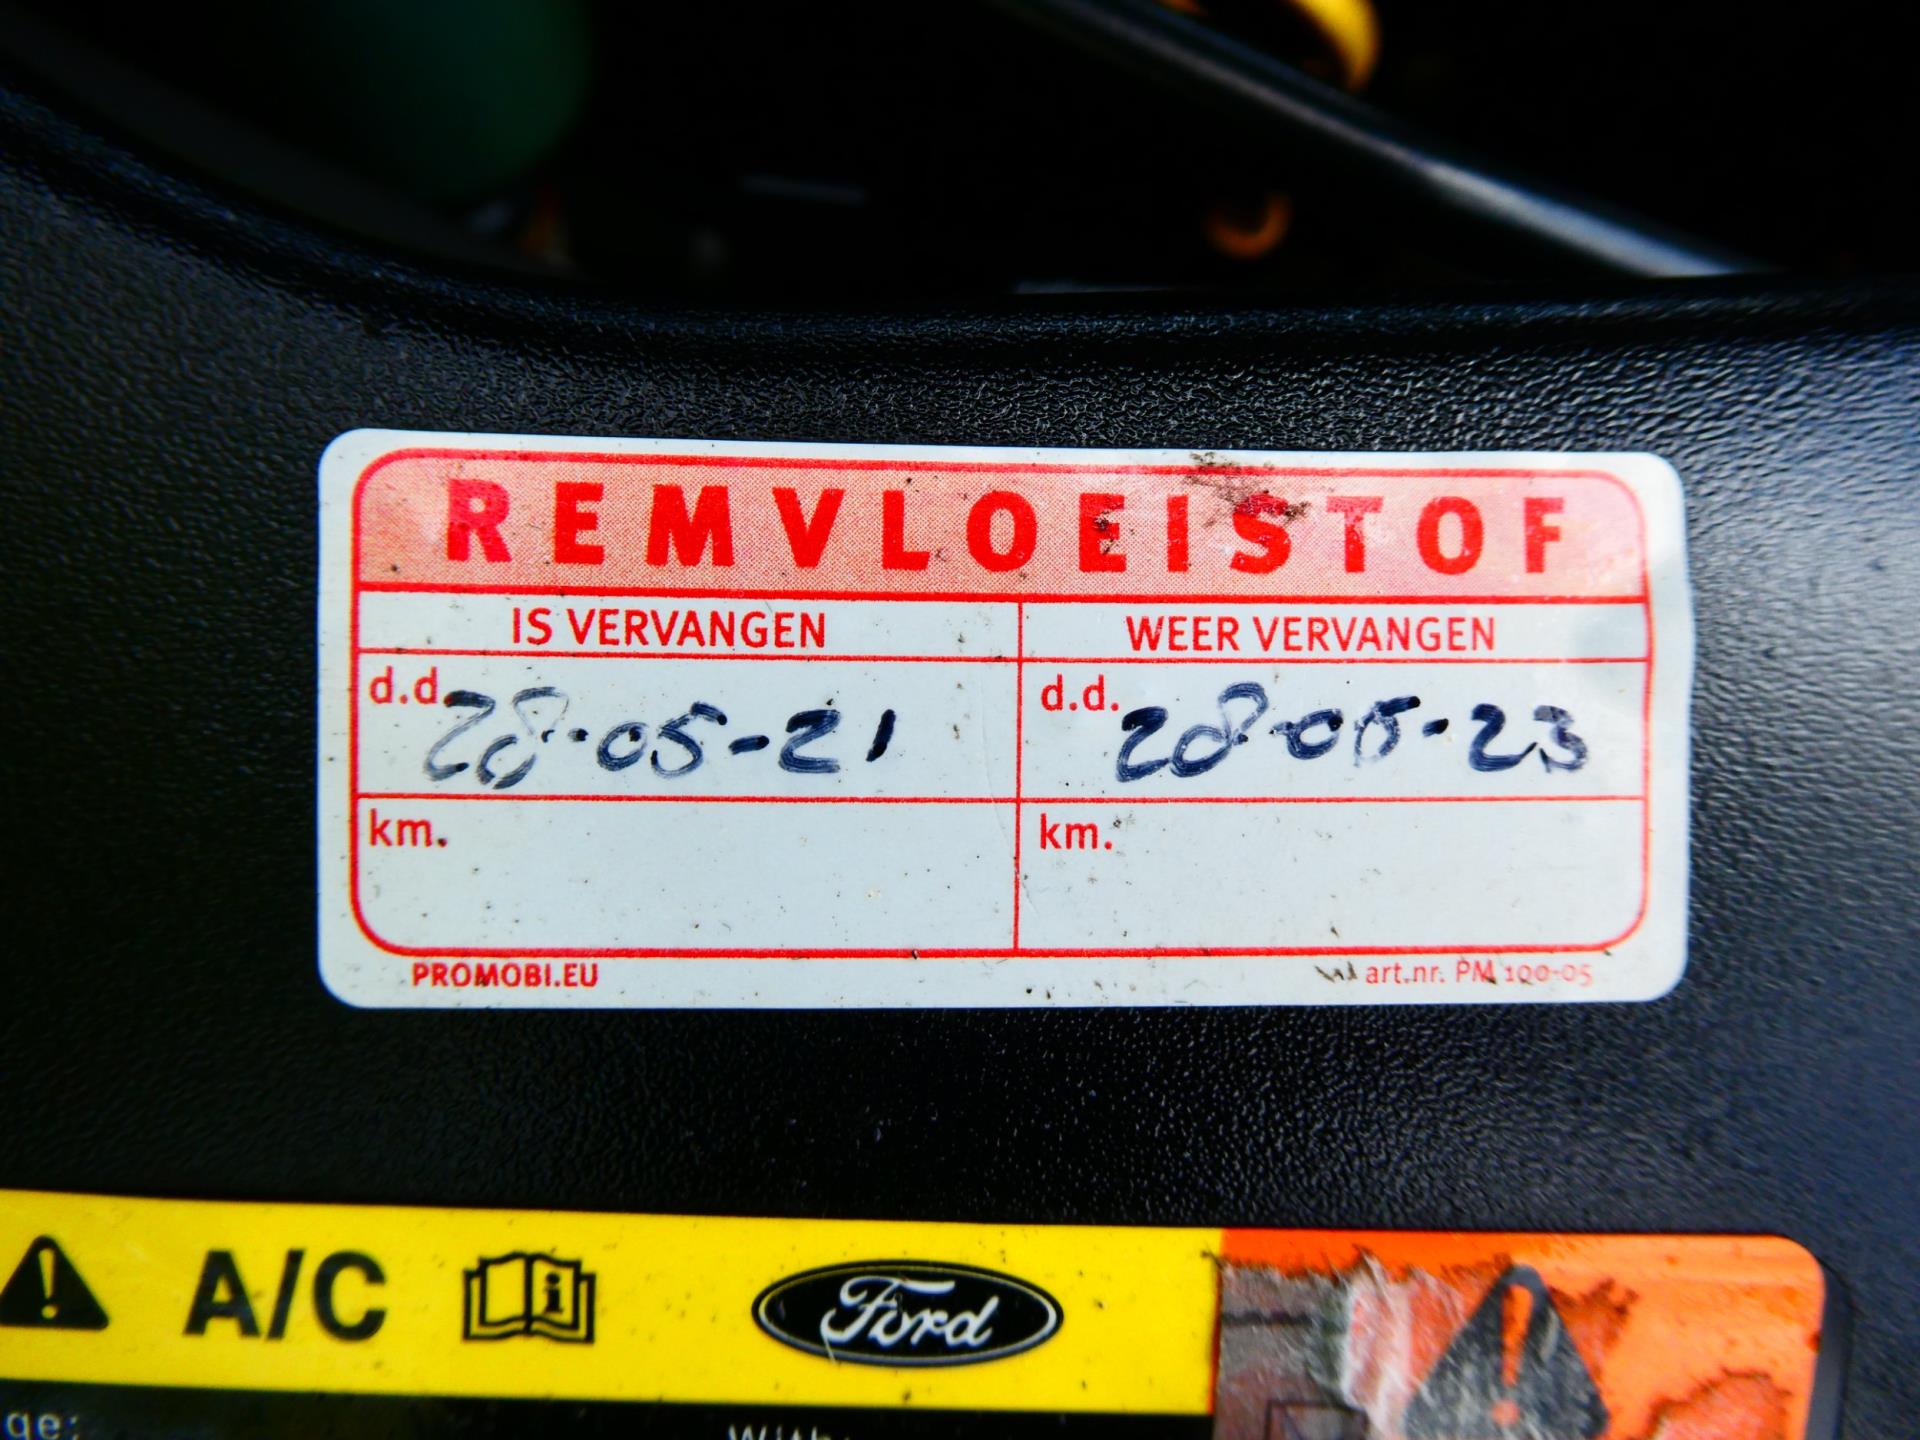 REMVLOEISTOF
IS VERVANGEN
WEER VERVANGEN
d.d. 28-05-21
d.d. 28-05-23
km.
km.
PROMOBI.EU
art.nr. PM 100-05
A/C
Ford